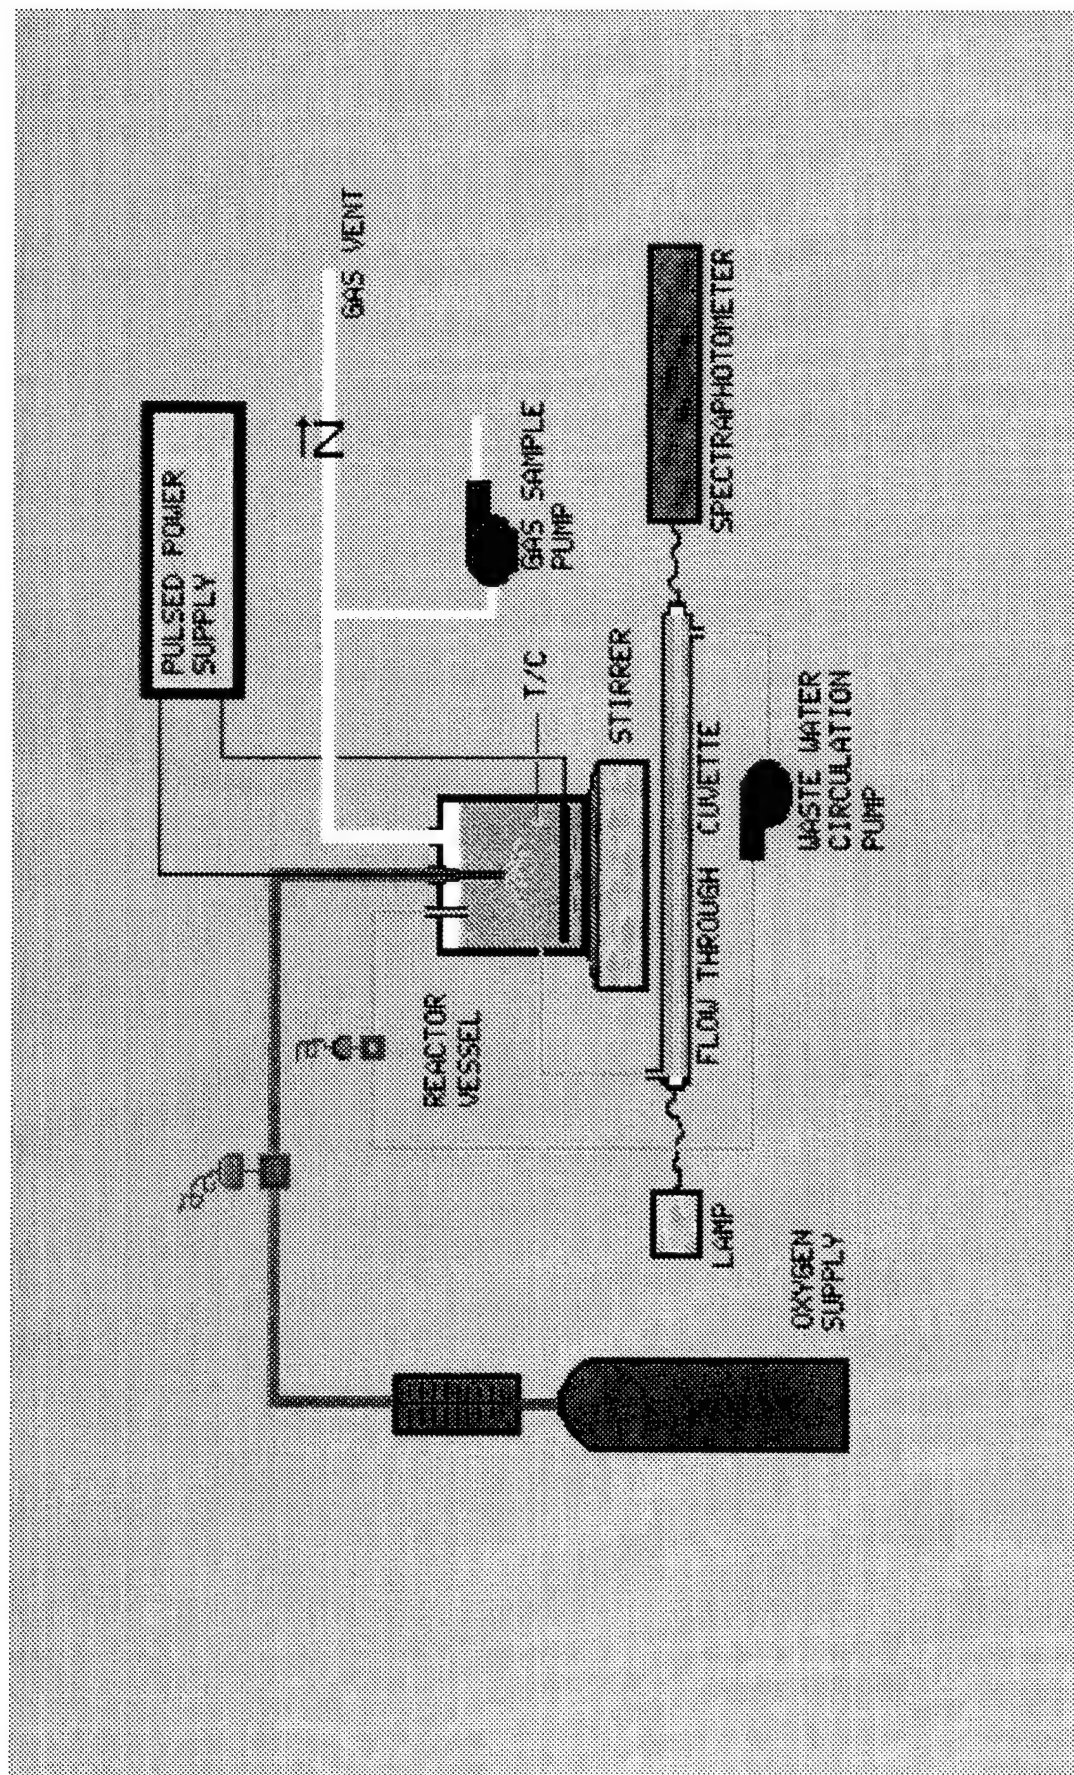 PULSED POWER
SUPPLY
GAS VENT
N
GAS SAMPLE
PUMP
T/C
REACTOR
VESSEL
STIRRER
SPECTRAPHOTOMETER
FLOW THROUGH CUVETTE
LAMP
WASTE WATER
CIRCULATION
PUMP
OXYGEN
SUPPLY